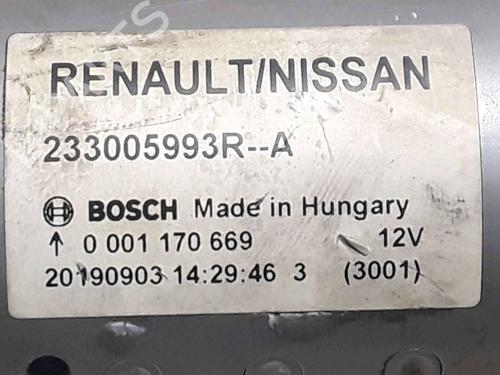 RENAULT/NISSAN
233005993R--A
BOSCH Made in Hungary
↑ 0 001 170 669 12V
20190903 14:29:46 3 (3001)